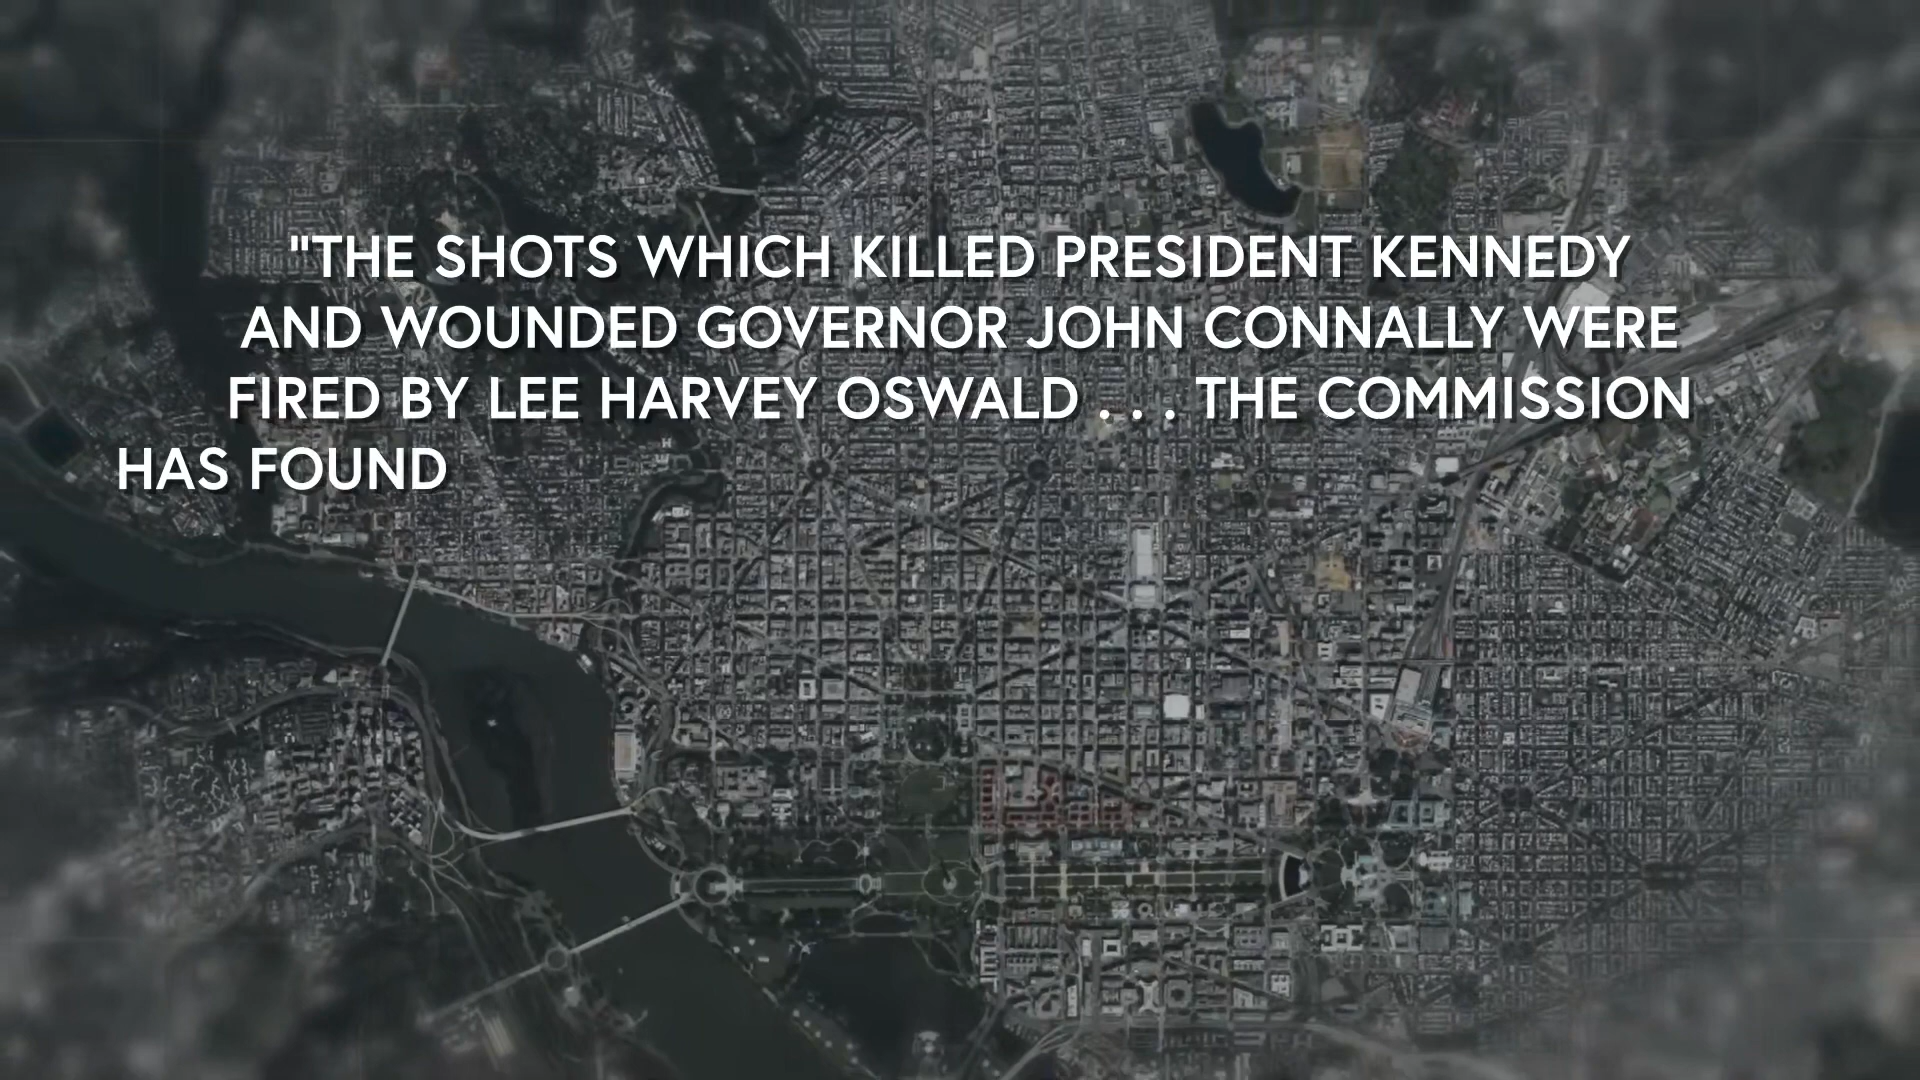 "THE SHOTS WHICH KILLED PRESIDENT KENNEDY
AND WOUNDED GOVERNOR JOHN CONNALLY WERE
FIRED BY LEE HARVEY OSWALD . . . THE COMMISSION
HAS FOUND